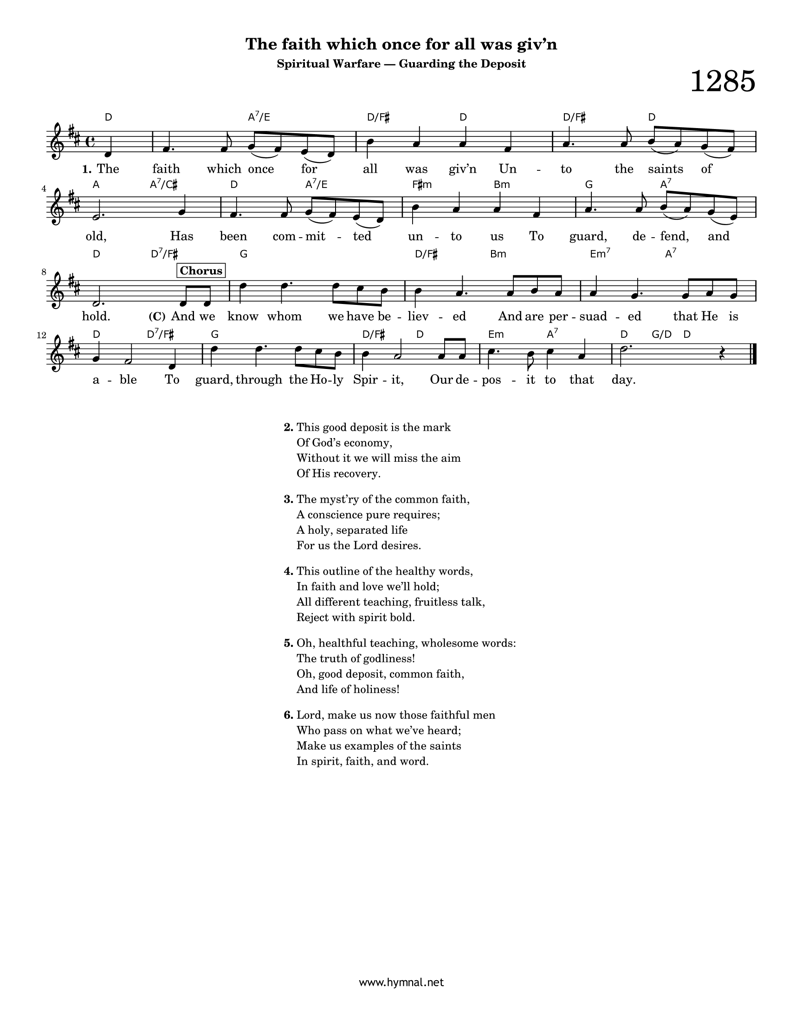 The faith which once for all was giv’n
Spiritual Warfare — Guarding the Deposit
1285
D A7/E D/F♯ D D/F♯ D
1. The faith which once for all was giv’n Un - to the saints of
4 A A7/C♯ D A7/E F♯m Bm G A7
old, Has been com - mit - ted un - to us To guard, de - fend, and
8 D D7/F♯ G D/F♯ Bm Em7 A7
Chorus
hold. (C) And we know whom we have be - liev - ed And are per - suad - ed that He is
12 D D7/F♯ G D/F♯ D Em A7 D G/D D
a - ble To guard, through the Ho - ly Spir - it, Our de - pos - it to that day.
2. This good deposit is the mark
Of God’s economy,
Without it we will miss the aim
Of His recovery.
3. The myst’ry of the common faith,
A conscience pure requires;
A holy, separated life
For us the Lord desires.
4. This outline of the healthy words,
In faith and love we’ll hold;
All different teaching, fruitless talk,
Reject with spirit bold.
5. Oh, healthful teaching, wholesome words:
The truth of godliness!
Oh, good deposit, common faith,
And life of holiness!
6. Lord, make us now those faithful men
Who pass on what we’ve heard;
Make us examples of the saints
In spirit, faith, and word.
www.hymnal.net